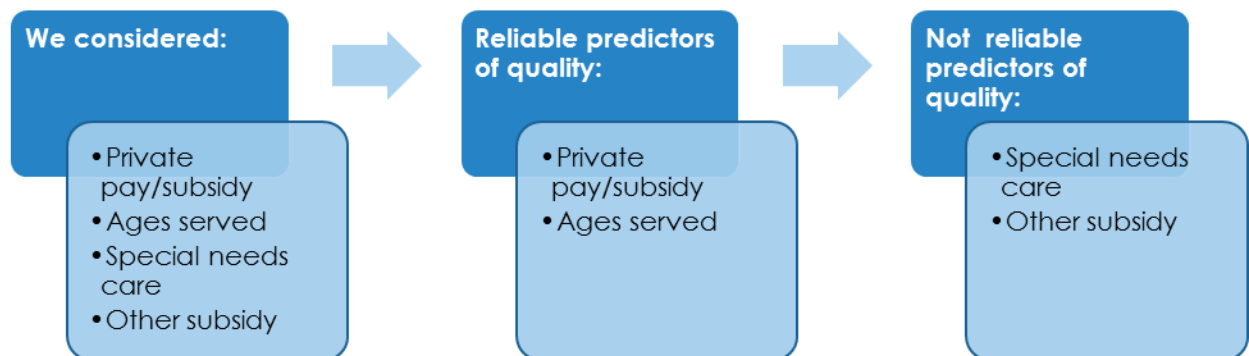 We considered:
• Private
pay/subsidy
• Ages served
• Special needs
care
• Other subsidy
Reliable predictors
of quality:
• Private
pay/subsidy
• Ages served
Not reliable
predictors of
quality:
• Special needs
care
• Other subsidy